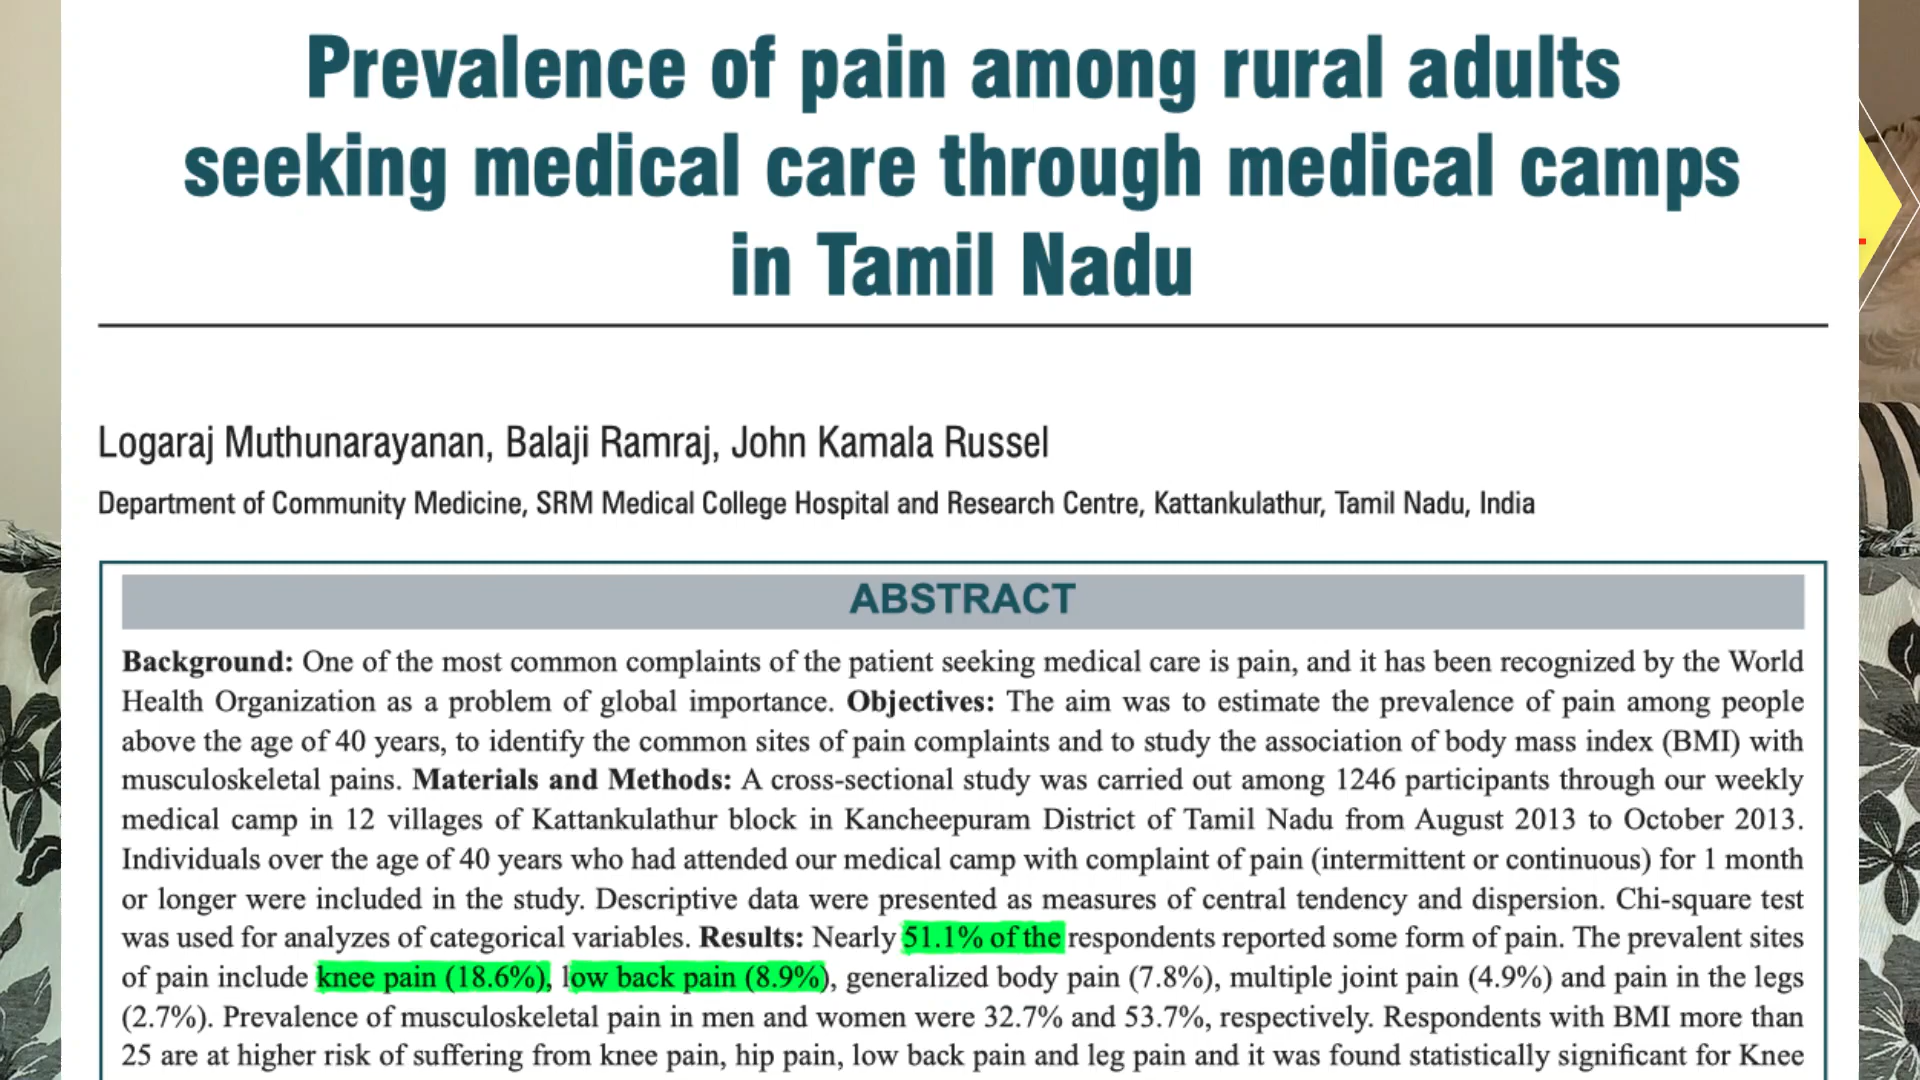 Prevalence of pain among rural adults
seeking medical care through medical camps
in Tamil Nadu
Logaraj Muthunarayanan, Balaji Ramraj, John Kamala Russel
Department of Community Medicine, SRM Medical College Hospital and Research Centre, Kattankulathur, Tamil Nadu, India
ABSTRACT
Background: One of the most common complaints of the patient seeking medical care is pain, and it has been recognized by the World
Health Organization as a problem of global importance. Objectives: The aim was to estimate the prevalence of pain among people
above the age of 40 years, to identify the common sites of pain complaints and to study the association of body mass index (BMI) with
musculoskeletal pains. Materials and Methods: A cross-sectional study was carried out among 1246 participants through our weekly
medical camp in 12 villages of Kattankulathur block in Kancheepuram District of Tamil Nadu from August 2013 to October 2013.
Individuals over the age of 40 years who had attended our medical camp with complaint of pain (intermittent or continuous) for 1 month
or longer were included in the study. Descriptive data were presented as measures of central tendency and dispersion. Chi-square test
was used for analyzes of categorical variables. Results: Nearly 51.1% of the respondents reported some form of pain. The prevalent sites
of pain include knee pain (18.6%), low back pain (8.9%), generalized body pain (7.8%), multiple joint pain (4.9%) and pain in the legs
(2.7%). Prevalence of musculoskeletal pain in men and women were 32.7% and 53.7%, respectively. Respondents with BMI more than
25 are at higher risk of suffering from knee pain, hip pain, low back pain and leg pain and it was found statistically significant for Knee